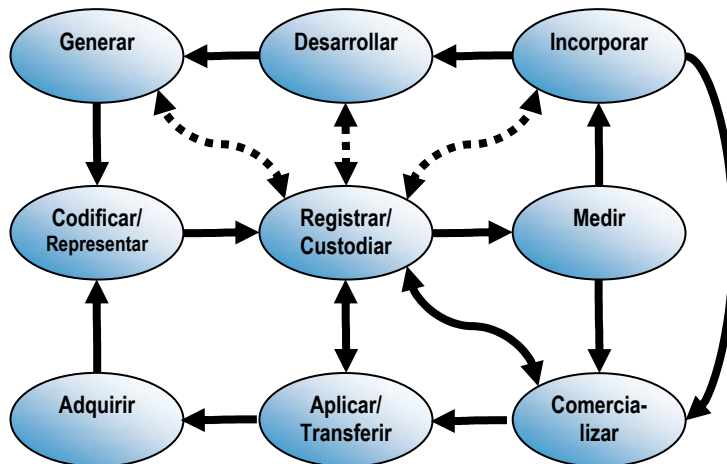 Generar
Desarrollar
Incorporar
Codificar/
Representar
Registrar/
Custodiar
Medir
Adquirir
Aplicar/
Transferir
Comercia-
lizar